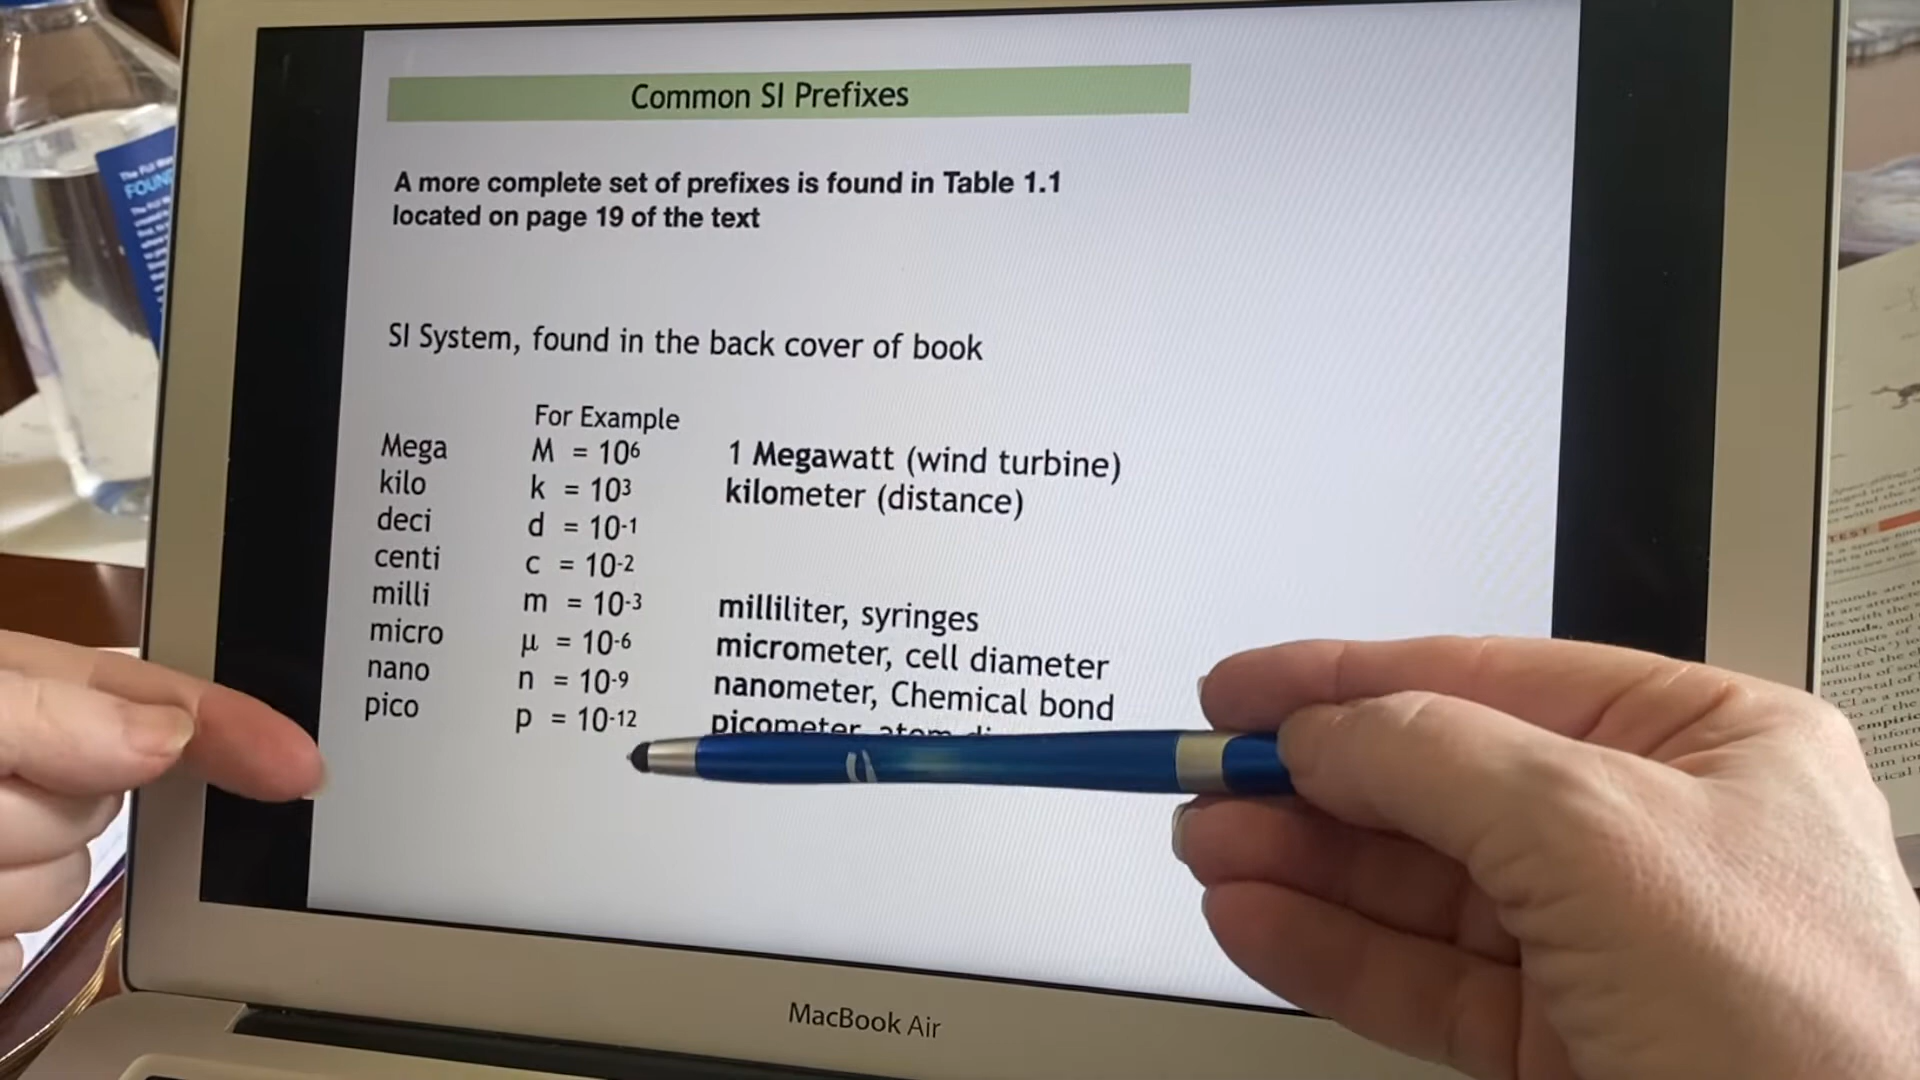 Common SI Prefixes
A more complete set of prefixes is found in Table 1.1
located on page 19 of the text
SI System, found in the back cover of book
For Example
Mega M = 10⁶ 1 Megawatt (wind turbine)
kilo k = 10³ kilometer (distance)
deci d = 10⁻¹
centi c = 10⁻²
milli m = 10⁻³ milliliter, syringes
micro μ = 10⁻⁶ micrometer, cell diameter
nano n = 10⁻⁹ nanometer, Chemical bond
pico p = 10⁻¹² picometer, atom
MacBook Air